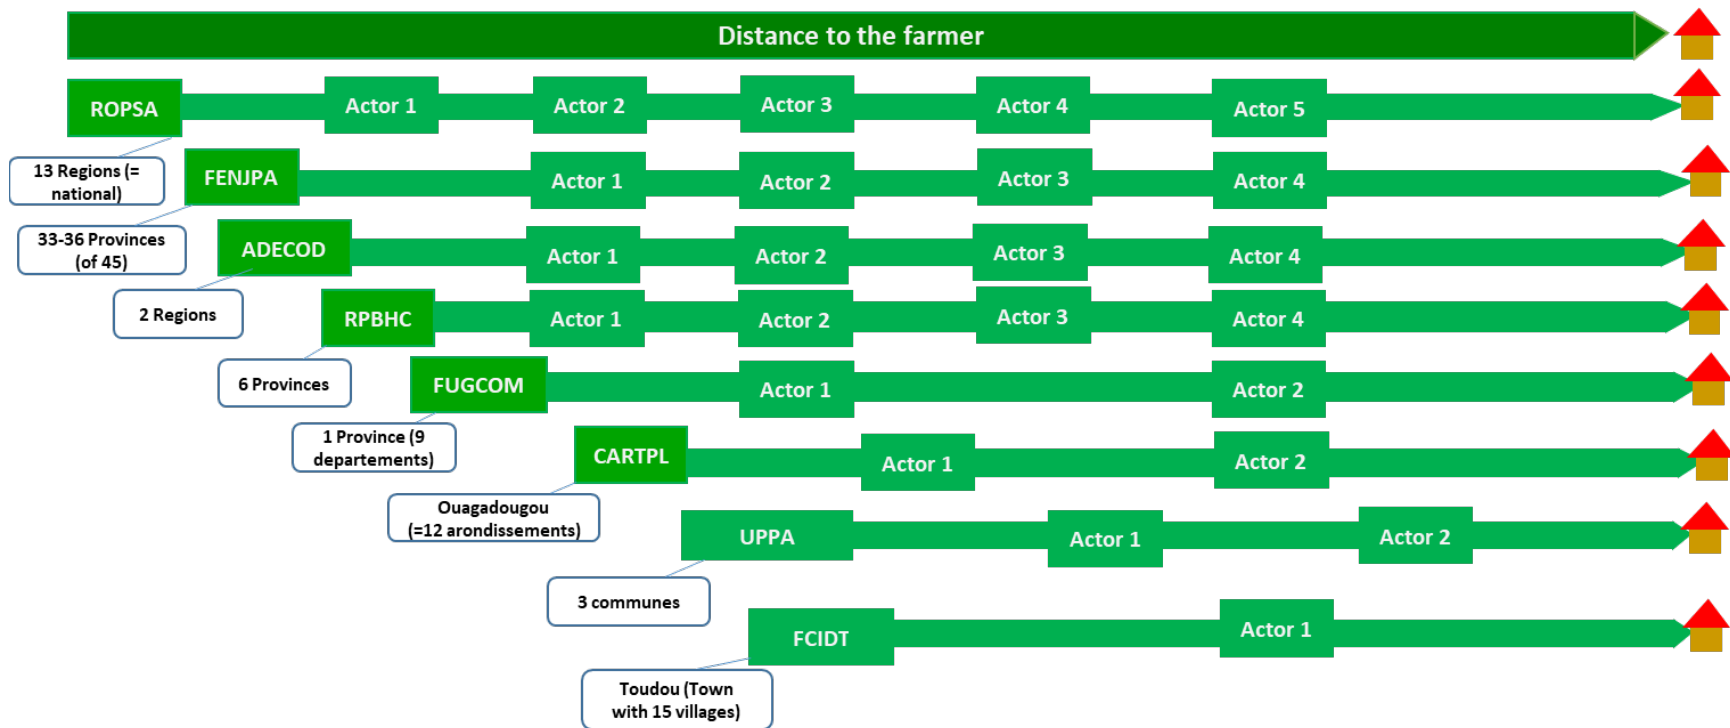 Distance to the farmer
ROPSA
Actor 1
Actor 2
Actor 3
Actor 4
Actor 5
13 Regions (=
national)
FENJPA
Actor 1
Actor 2
Actor 3
Actor 4
33-36 Provinces
(of 45)
ADECOD
Actor 1
Actor 2
Actor 3
Actor 4
2 Regions
RPBHC
Actor 1
Actor 2
Actor 3
Actor 4
6 Provinces
FUGCOM
Actor 1
Actor 2
1 Province (9
departements)
CARTPL
Actor 1
Actor 2
Ouagadougou
(=12 arondissements)
UPPA
Actor 1
Actor 2
3 communes
FCIDT
Actor 1
Toudou (Town
with 15 villages)